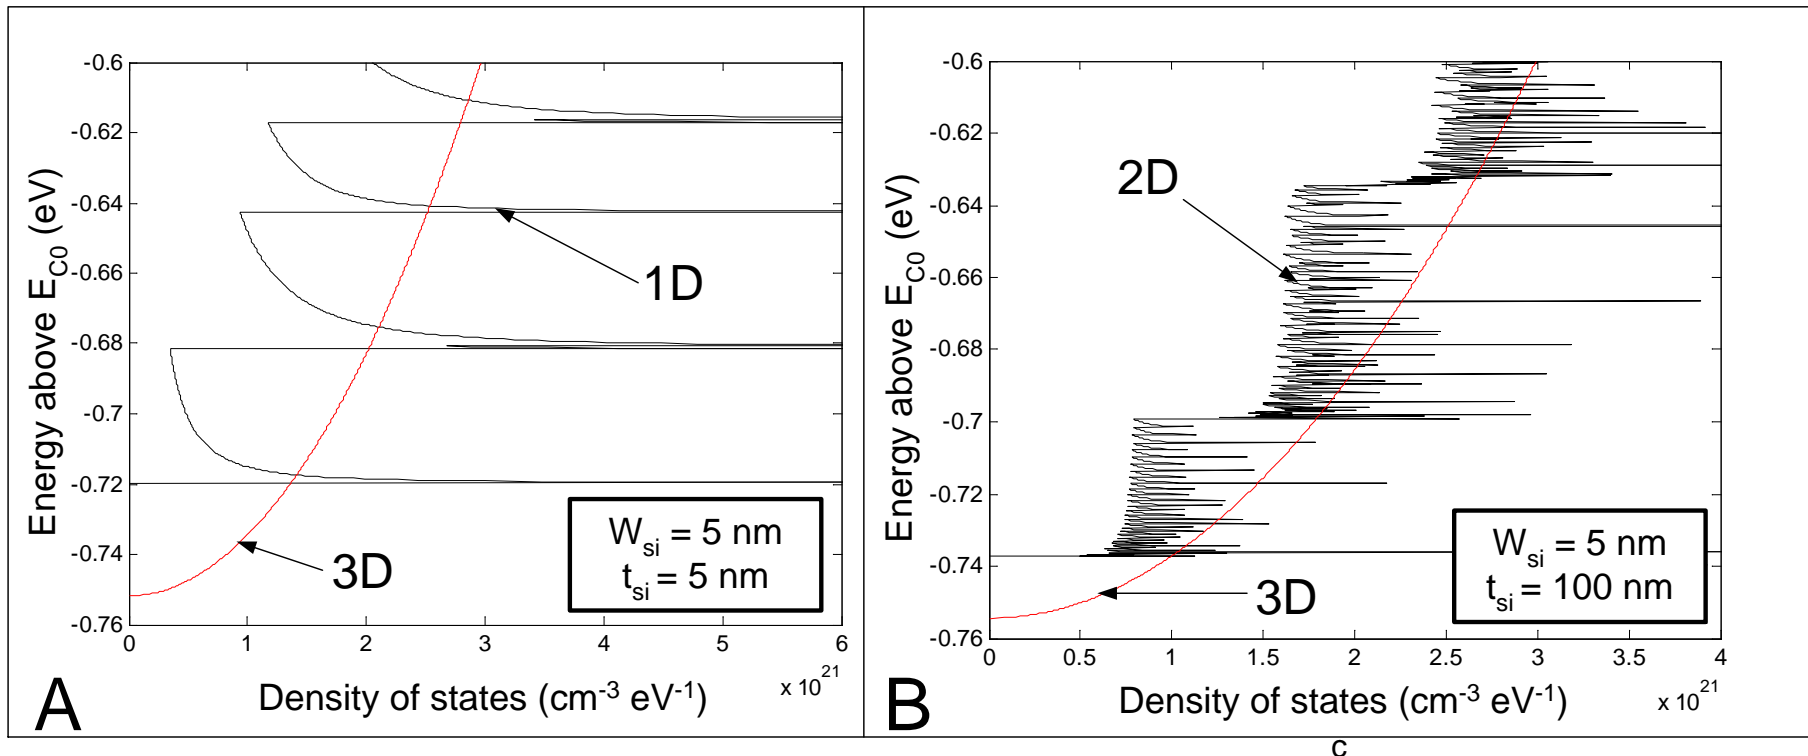 -0.6
-0.62
-0.64
-0.66
-0.68
-0.7
-0.72
-0.74
-0.76
Energy above E_C0 (eV)
1D
3D
W_si = 5 nm
t_si = 5 nm
0 1 2 3 4 5 6
x 10^21
Density of states (cm^-3 eV^-1)
A
-0.6
-0.62
-0.64
-0.66
-0.68
-0.7
-0.72
-0.74
-0.76
Energy above E_C0 (eV)
2D
3D
W_si = 5 nm
t_si = 100 nm
0 0.5 1 1.5 2 2.5 3 3.5 4
x 10^21
Density of states (cm^-3 eV^-1)
B
c